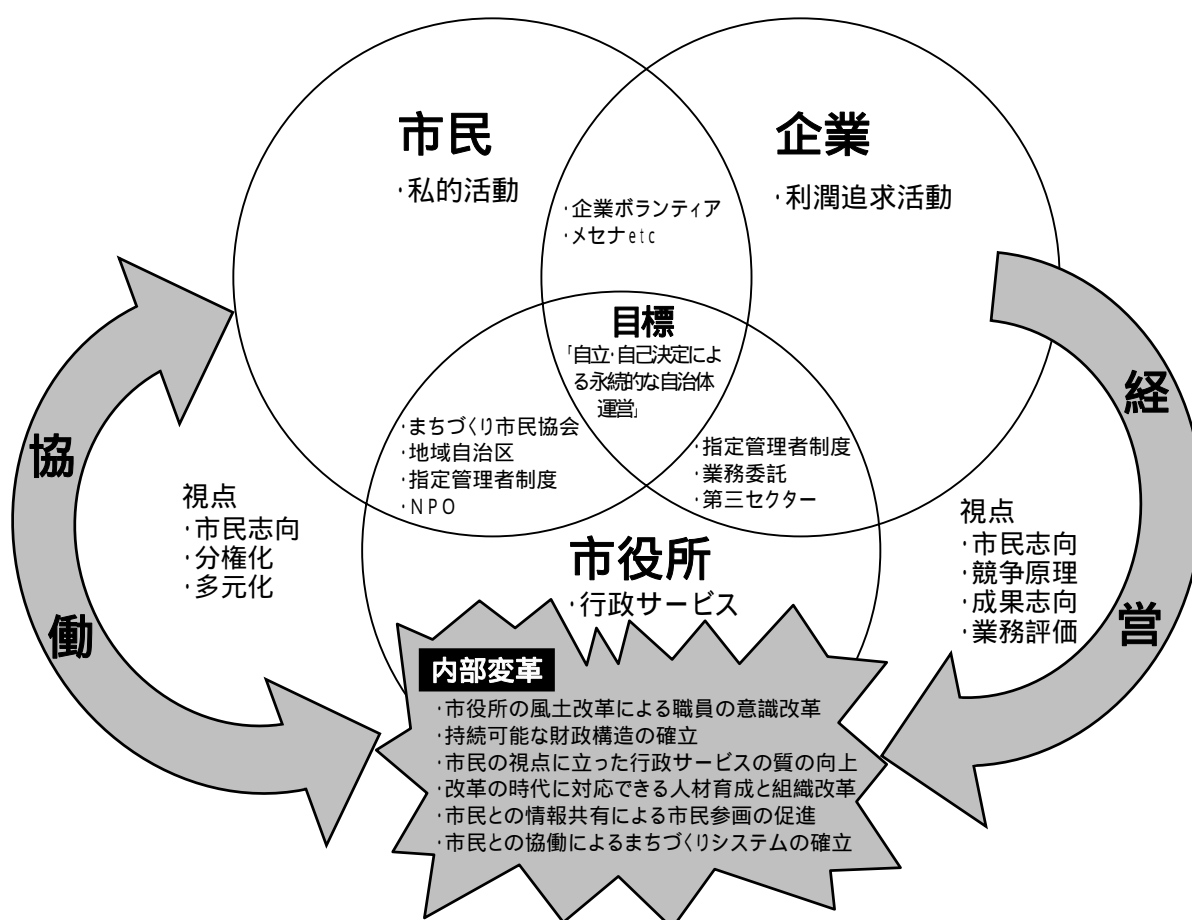 市民
・私的活動
企業
・利潤追求活動
・企業ボランティア
・メセナetc
目標
「自立・自己決定によ
る永続的な自治体
運営」
・まちづくり市民協会
・地域自治区
・指定管理者制度
・NPO
・指定管理者制度
・業務委託
・第三セクター
協
働
視点
・市民志向
・分権化
・多元化
経
営
視点
・市民志向
・競争原理
・成果志向
・業務評価
市役所
・行政サービス
内部変革
・市役所の風土改革による職員の意識改革
・持続可能な財政構造の確立
・市民の視点に立った行政サービスの質の向上
・改革の時代に対応できる人材育成と組織改革
・市民との情報共有による市民参画の促進
・市民との協働によるまちづくりシステムの確立